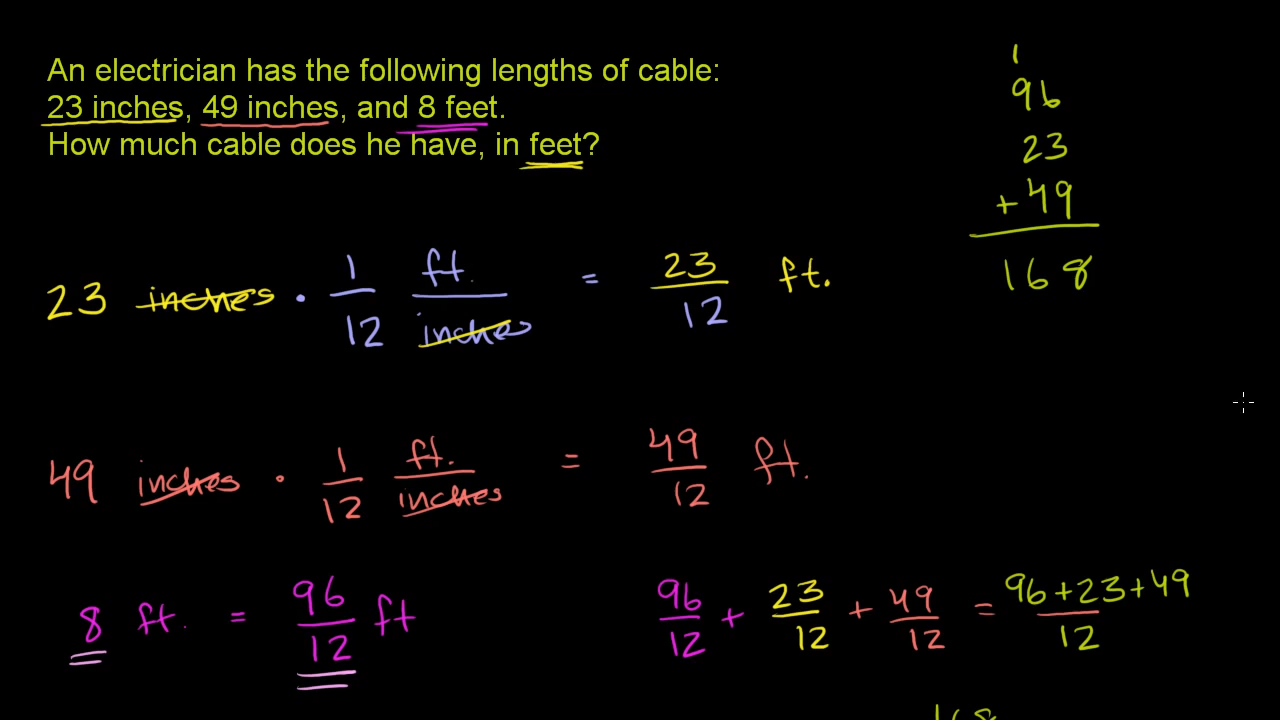 An electrician has the following lengths of cable:
23 inches, 49 inches, and 8 feet.
How much cable does he have, in feet?
1
96
23
+ 49
168
23 inches · 1/12 ft./inches = 23/12 ft.
49 inches · 1/12 ft./inches = 49/12 ft.
8 ft. = 96/12 ft
96/12 + 23/12 + 49/12 = 96+23+49/12